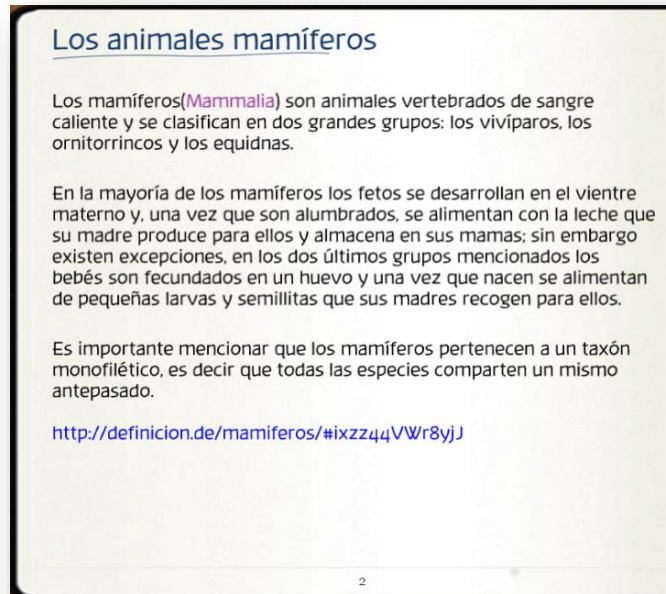 Los animales mamíferos
Los mamíferos(Mammalia) son animales vertebrados de sangre
caliente y se clasifican en dos grandes grupos: los vivíparos, los
ornitorrincos y los equidnas.
En la mayoría de los mamíferos los fetos se desarrollan en el vientre
materno y, una vez que son alumbrados, se alimentan con la leche que
su madre produce para ellos y almacena en sus mamas; sin embargo
existen excepciones, en los dos últimos grupos mencionados los
bebés son fecundados en un huevo y una vez que nacen se alimentan
de pequeñas larvas y semillitas que sus madres recogen para ellos.
Es importante mencionar que los mamíferos pertenecen a un taxón
monofilético, es decir que todas las especies comparten un mismo
antepasado.
http://definicion.de/mamiferos/#ixzz44VWr8yjJ
2